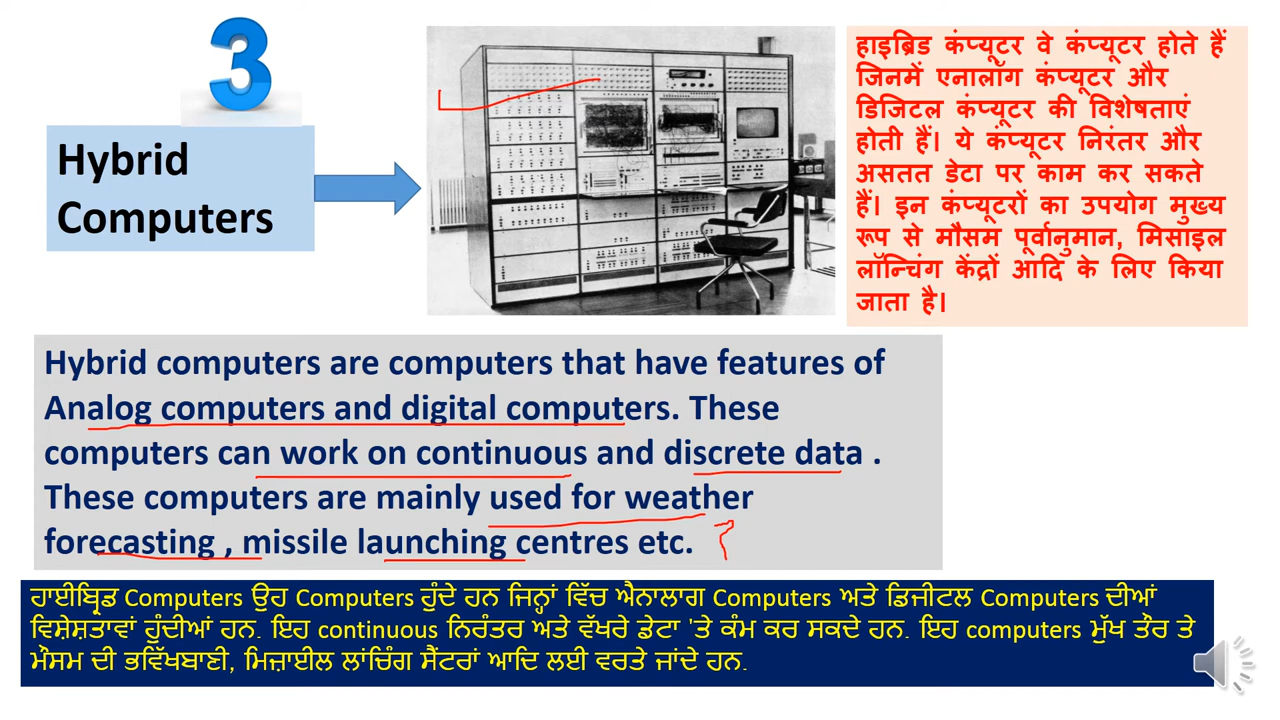 3
Hybrid
Computers
हाइब्रिड कंप्यूटर वे कंप्यूटर होते हैं
जिनमें एनालॉग कंप्यूटर और
डिजिटल कंप्यूटर की विशेषताएं
होती हैं। ये कंप्यूटर निरंतर और
असतत डेटा पर काम कर सकते
हैं। इन कंप्यूटरों का उपयोग मुख्य
रूप से मौसम पूर्वानुमान, मिसाइल
लॉन्चिंग केंद्रों आदि के लिए किया
जाता है।
Hybrid computers are computers that have features of
Analog computers and digital computers. These
computers can work on continuous and discrete data .
These computers are mainly used for weather
forecasting , missile launching centres etc.
ਹਾਈਬ੍ਰਿਡ Computers ਉਹ Computers ਹੁੰਦੇ ਹਨ ਜਿਨ੍ਹਾਂ ਵਿੱਚ ਐਨਾਲਾਗ Computers ਅਤੇ ਡਿਜੀਟਲ Computers ਦੀਆਂ
ਵਿਸ਼ੇਸ਼ਤਾਵਾਂ ਹੁੰਦੀਆਂ ਹਨ. ਇਹ continuous ਨਿਰੰਤਰ ਅਤੇ ਵੱਖਰੇ ਡੇਟਾ 'ਤੇ ਕੰਮ ਕਰ ਸਕਦੇ ਹਨ. ਇਹ computers ਮੁੱਖ ਤੌਰ ਤੇ
ਮੌਸਮ ਦੀ ਭਵਿੱਖਬਾਣੀ, ਮਿਜ਼ਾਈਲ ਲਾਂਚਿੰਗ ਸੈਂਟਰਾਂ ਆਦਿ ਲਈ ਵਰਤੇ ਜਾਂਦੇ ਹਨ.